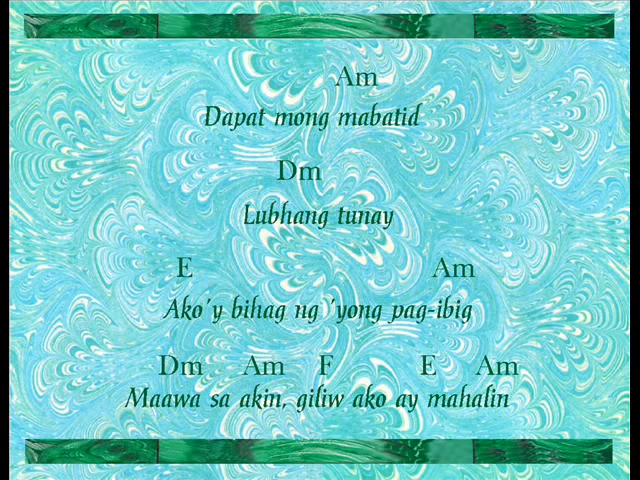 Am
Dapat mong mabatid
Dm
Lubhang tunay
E Am
Ako'y bihag ng 'yong pag-ibig
Dm Am F E Am
Maawa sa akin, giliw ako ay mahalin